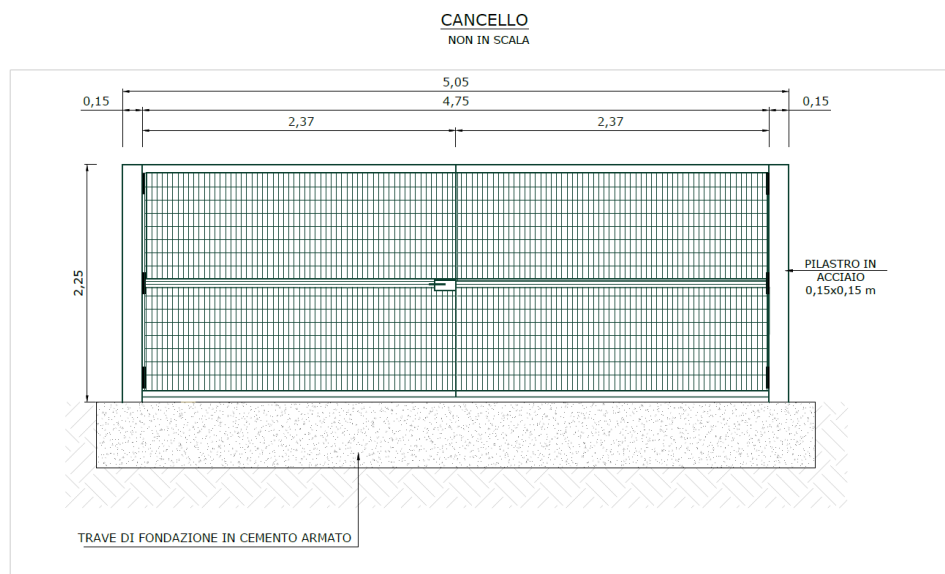 CANCELLO
NON IN SCALA
5,05
0,15
4,75
0,15
2,37
2,37
2,25
PILASTRO IN
ACCIAIO
0,15x0,15 m
TRAVE DI FONDAZIONE IN CEMENTO ARMATO